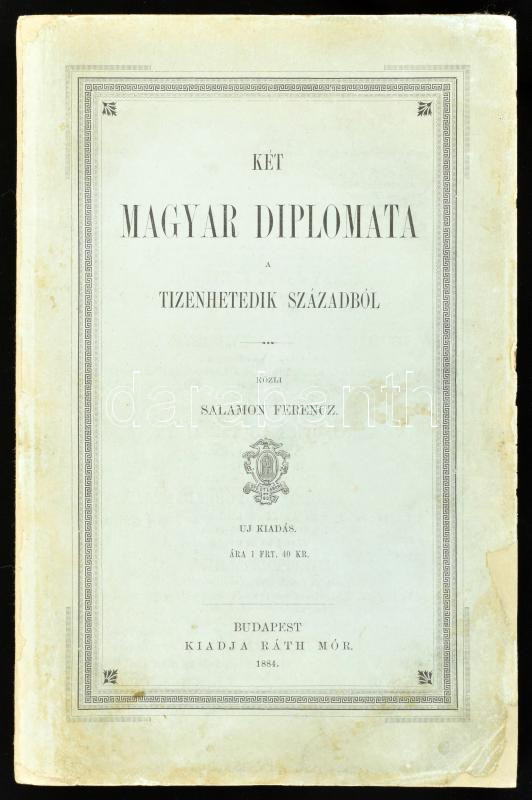 KÉT
MAGYAR DIPLOMATA
A
TIZENHETEDIK SZÁZADBÓL
KÖZLI
SALAMON FERENCZ.
darabanth
UJ KIADÁS.
ÁRA 1 FRT. 40 KR.
BUDAPEST
KIADJA RÁTH MÓR.
1884.